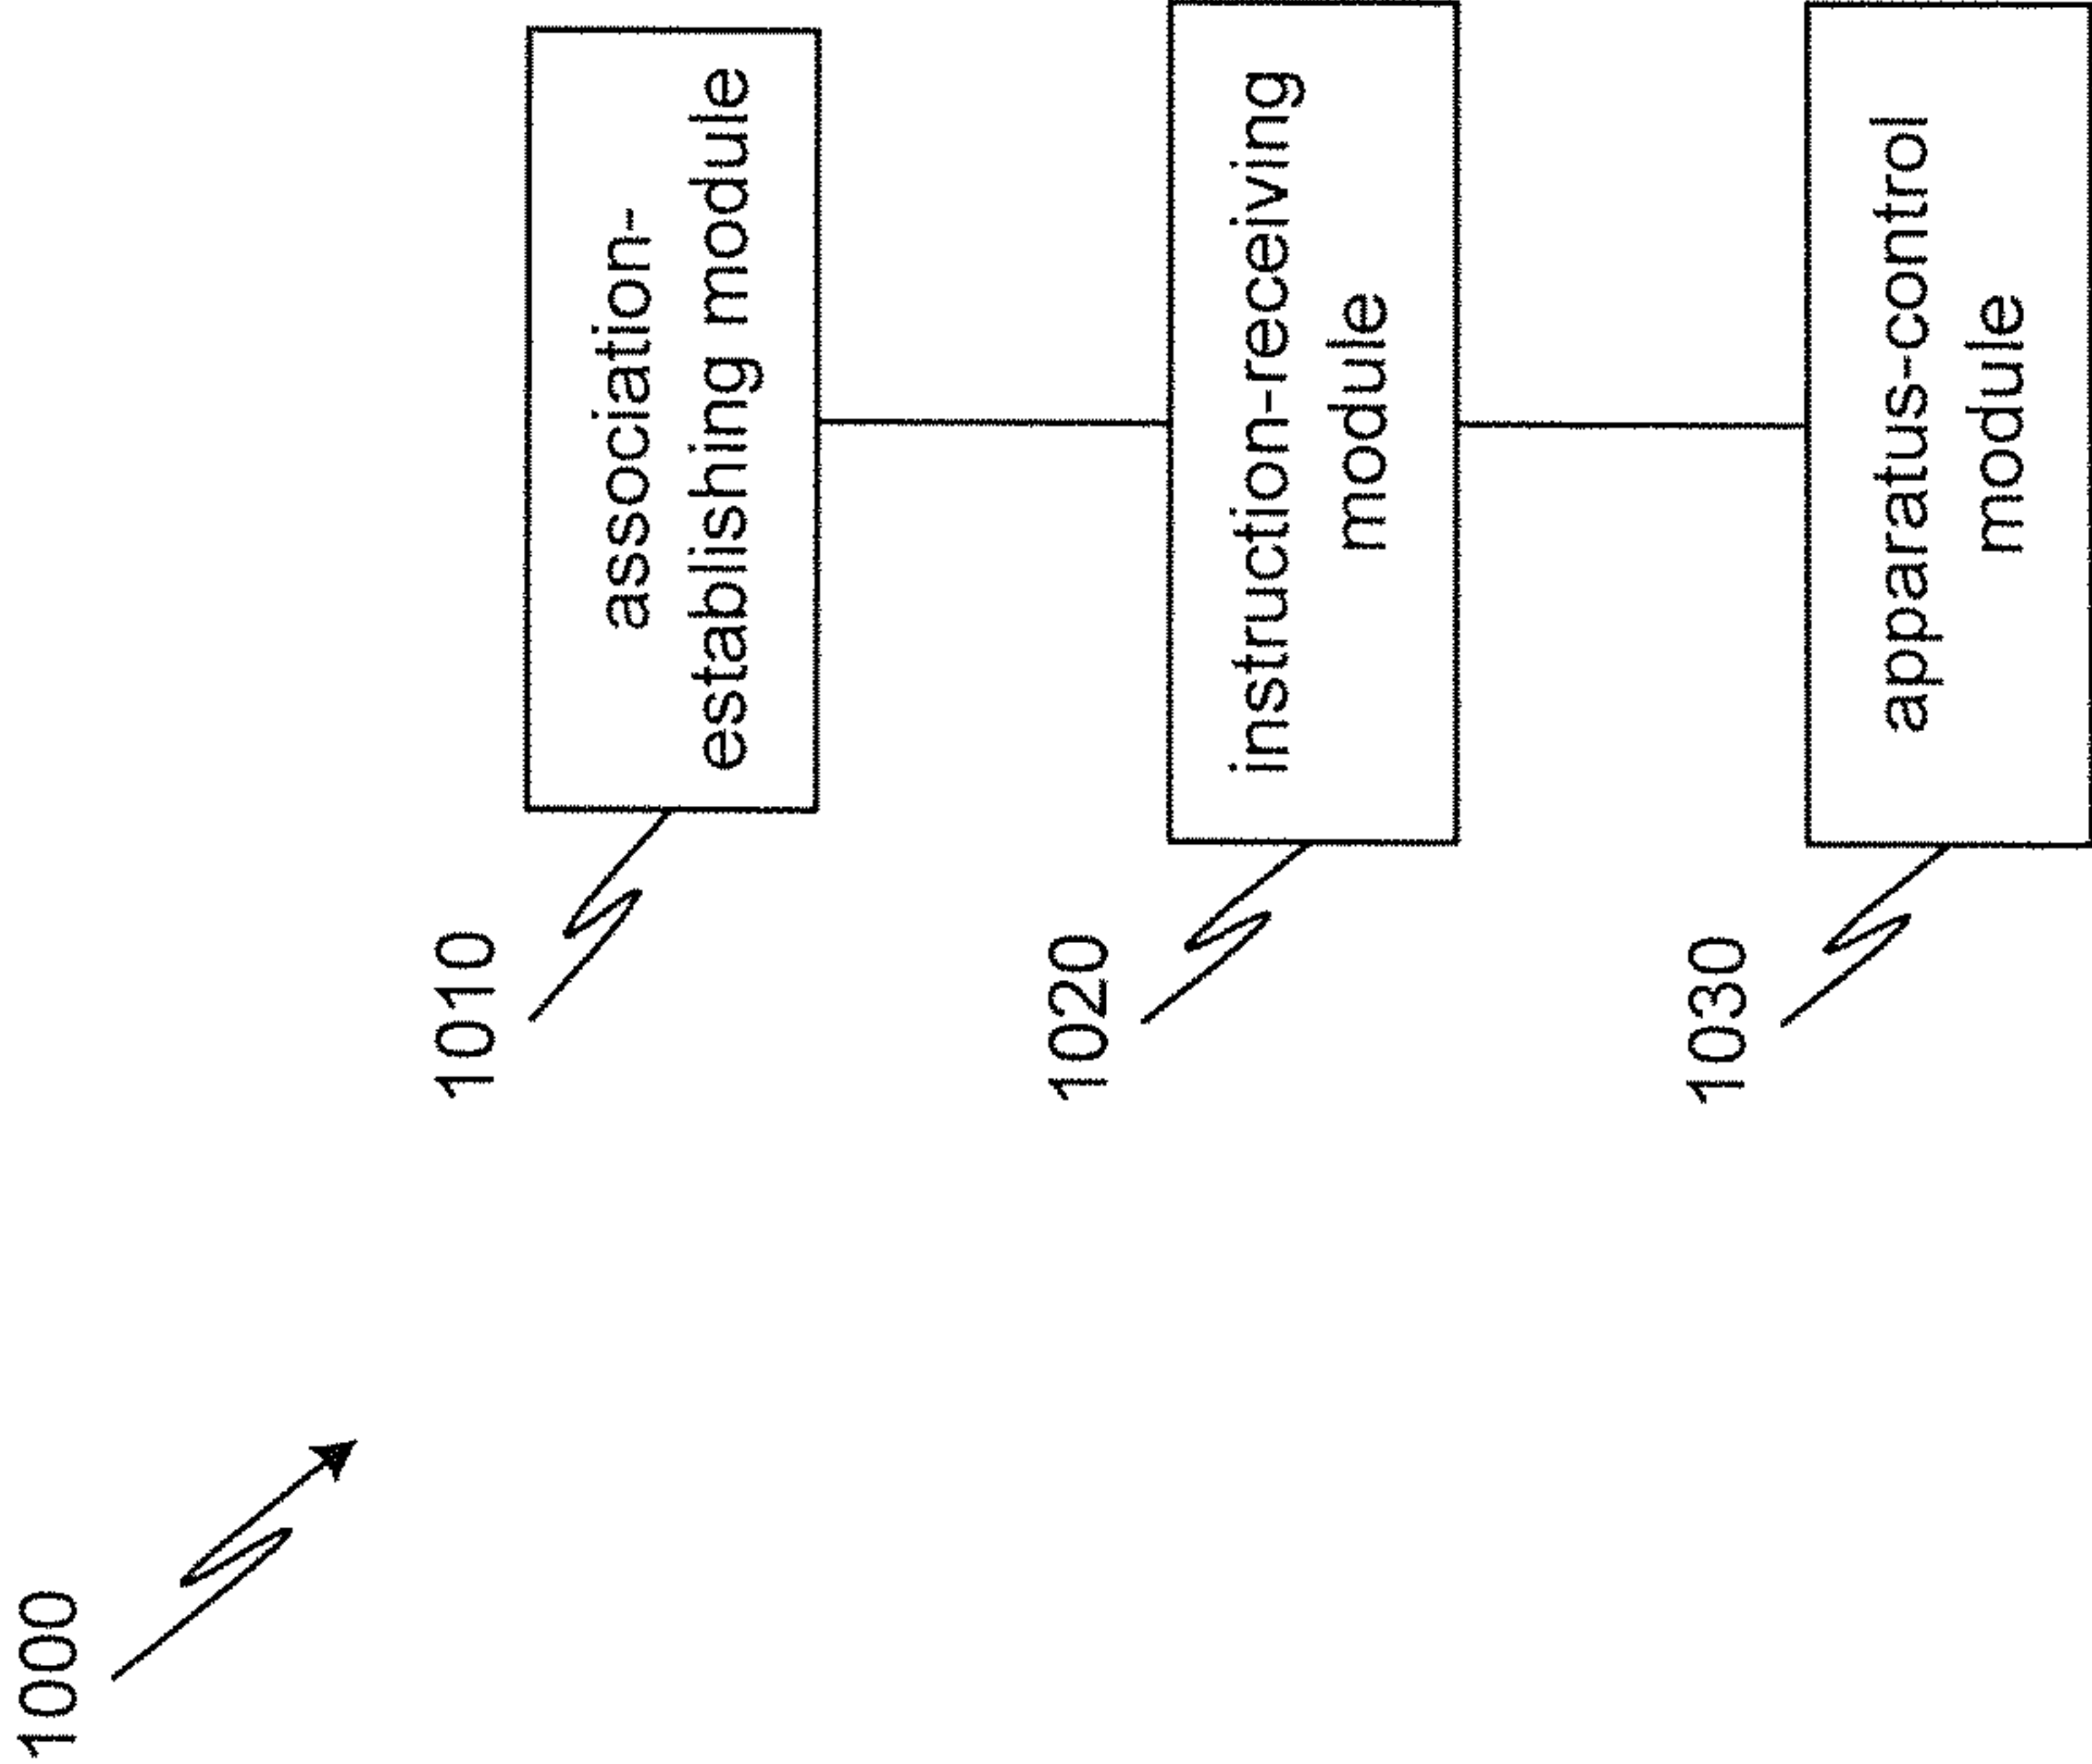 1000
1010
association-
establishing module
1020
instruction-receiving
module
1030
apparatus-control
module